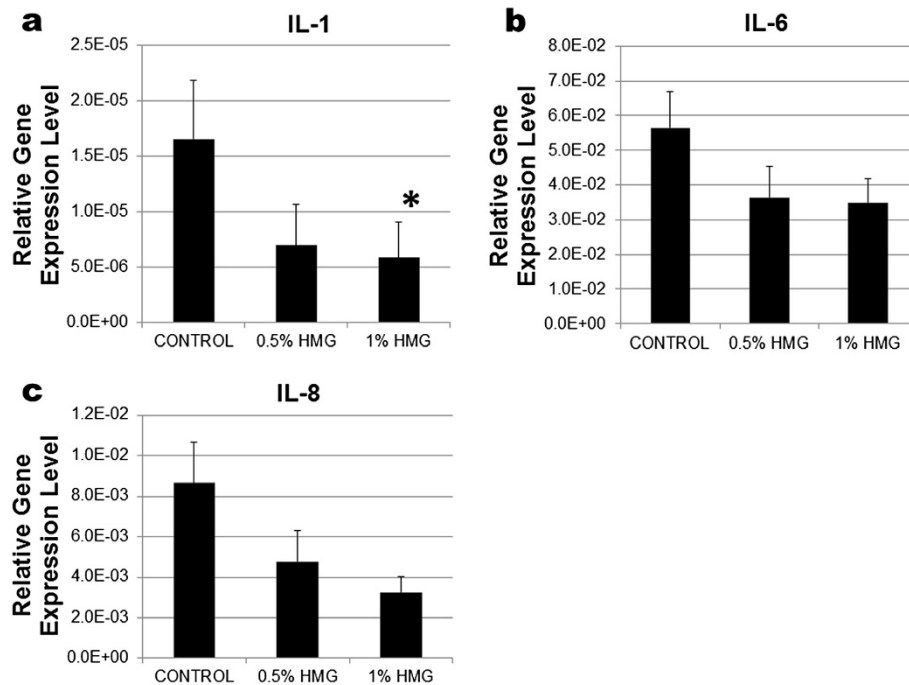 a
IL-1
Relative Gene
Expression Level
2.5E-05
2.0E-05
1.5E-05
1.0E-05
5.0E-06
0.0E+00
*
CONTROL 0.5% HMG 1% HMG
b
IL-6
Relative Gene
Expression Level
8.0E-02
7.0E-02
6.0E-02
5.0E-02
4.0E-02
3.0E-02
2.0E-02
1.0E-02
0.0E+00
CONTROL 0.5% HMG 1% HMG
c
IL-8
Relative Gene
Expression Level
1.2E-02
1.0E-02
8.0E-03
6.0E-03
4.0E-03
2.0E-03
0.0E+00
CONTROL 0.5% HMG 1% HMG